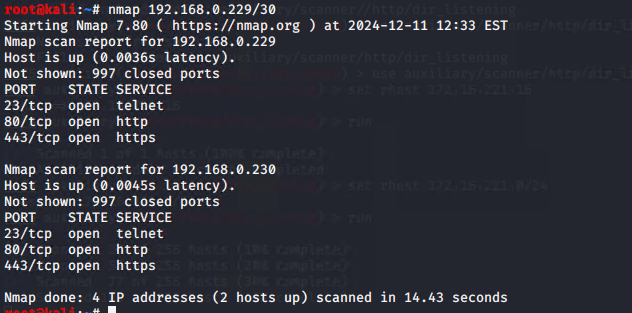 root@kali:~# nmap 192.168.0.229/30
Starting Nmap 7.80 ( https://nmap.org ) at 2024-12-11 12:33 EST
Nmap scan report for 192.168.0.229
Host is up (0.0036s latency).
Not shown: 997 closed ports
PORT    STATE SERVICE
23/tcp  open  telnet
80/tcp  open  http
443/tcp open  https

Nmap scan report for 192.168.0.230
Host is up (0.0045s latency).
Not shown: 997 closed ports
PORT    STATE SERVICE
23/tcp  open  telnet
80/tcp  open  http
443/tcp open  https

Nmap done: 4 IP addresses (2 hosts up) scanned in 14.43 seconds
root@kali:~#